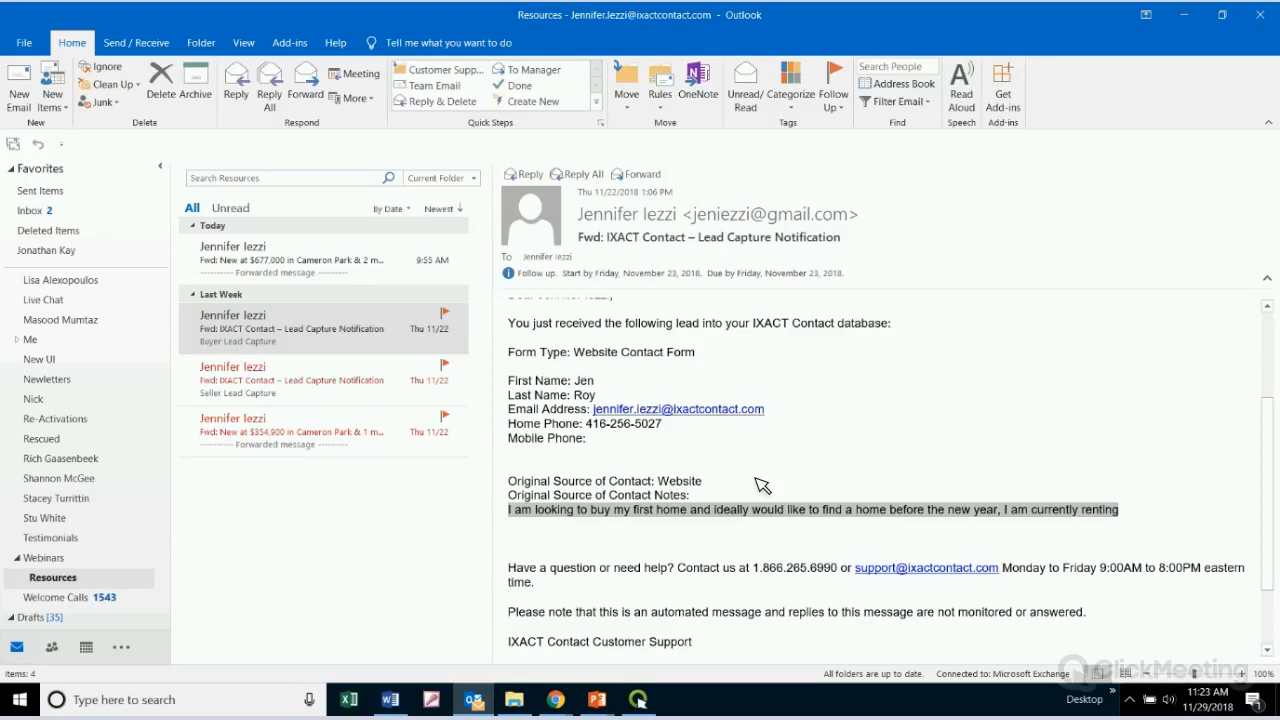 Resources - Jennifer.Iezzi@ixactcontact.com - Outlook
File Home Send / Receive Folder View Add-ins Help Tell me what you want to do
New Email
New Items
New
Ignore
Clean Up
Junk
Delete
Archive
Delete
Reply
Reply All
Forward
Meeting
More
Respond
Customer Supp...
Team Email
Reply & Delete
To Manager
Done
Create New
Quick Steps
Move
Rules
OneNote
Move
Unread/ Read
Categorize
Follow Up
Tags
Search People
Address Book
Filter Email
Find
Read Aloud
Speech
Get Add-ins
Add-ins
Favorites
Sent Items
Inbox 2
Deleted Items
Jonathan Kay
Lisa Alexopoulos
Live Chat
Masood Mumtaz
Me
New UI
Newletters
Nick
Re-Activations
Rescued
Rich Gaasenbeek
Shannon McGee
Stacey Turrittin
Stu White
Testimonials
Webinars
Resources
Welcome Calls 1543
Drafts [35]
Search Resources
Current Folder
All Unread
By Date Newest
Today
Jennifer Iezzi
Fwd: New at $677,000 in Cameron Park & 2 m... 9:55 AM
---------- Forwarded message ----------
Last Week
Jennifer Iezzi
Fwd: IXACT Contact – Lead Capture Notification Thu 11/22
Buyer Lead Capture
Jennifer Iezzi
Fwd: IXACT Contact – Lead Capture Notification Thu 11/22
Seller Lead Capture
Jennifer Iezzi
Fwd: New at $354,900 in Cameron Park & 1 m... Thu 11/22
---------- Forwarded message ----------
Reply Reply All Forward
Thu 11/22/2018 1:06 PM
Jennifer Iezzi <jeniezzi@gmail.com>
Fwd: IXACT Contact – Lead Capture Notification
To Jennifer Iezzi
Follow up. Start by Friday, November 23, 2018. Due by Friday, November 23, 2018.
You just received the following lead into your IXACT Contact database:
Form Type: Website Contact Form
First Name: Jen
Last Name: Roy
Email Address: jennifer.iezzi@ixactcontact.com
Home Phone: 416-256-5027
Mobile Phone:
Original Source of Contact: Website
Original Source of Contact Notes:
I am looking to buy my first home and ideally would like to find a home before the new year, I am currently renting
Have a question or need help? Contact us at 1.866.265.6990 or support@ixactcontact.com Monday to Friday 9:00AM to 8:00PM eastern
time.
Please note that this is an automated message and replies to this message are not monitored or answered.
IXACT Contact Customer Support
Items: 4
All folders are up to date. Connected to: Microsoft Exchange
100%
ClickMeeting
Type here to search
Desktop
11:23 AM
11/29/2018